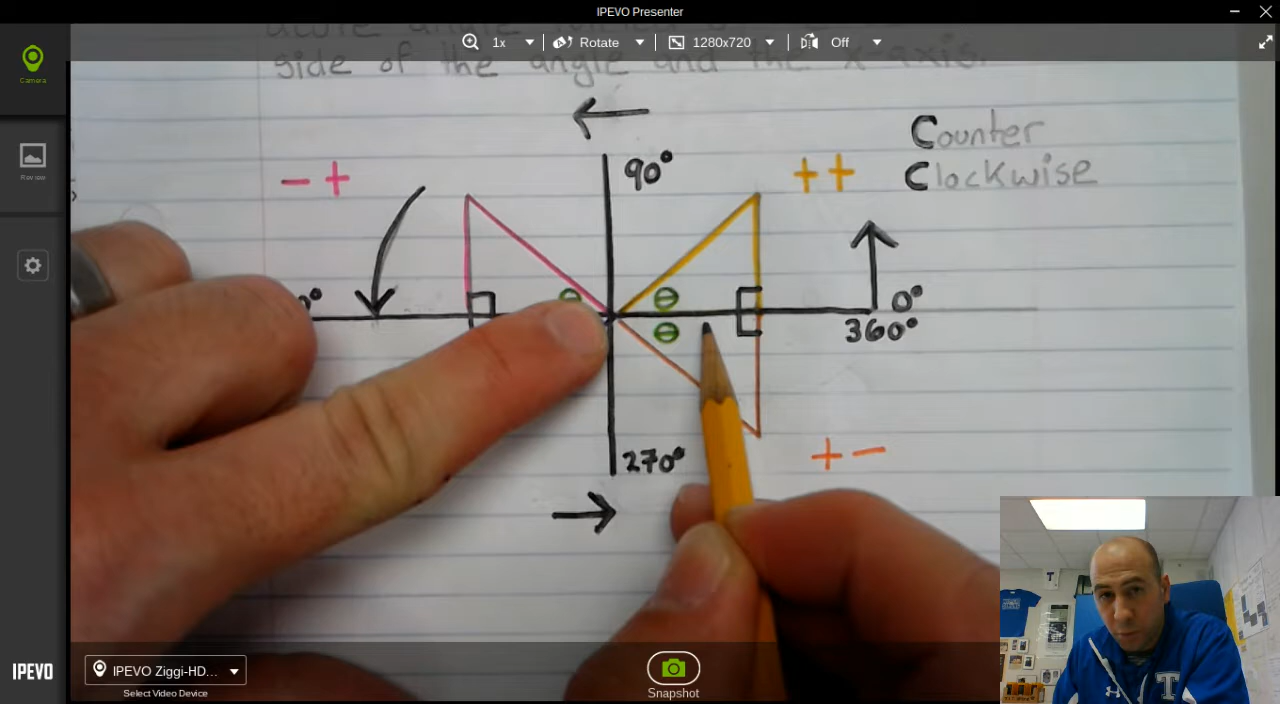 IPEVO Presenter
1x Rotate 1280x720 Off
Camera
side of the angle and the x-axis.
Counter
Clockwise
90°
- +
++
Review
θ
θ
θ
0°
360°
270°
+ -
T
T
IPEVO
IPEVO Ziggi-HD...
Select Video Device
Snapshot